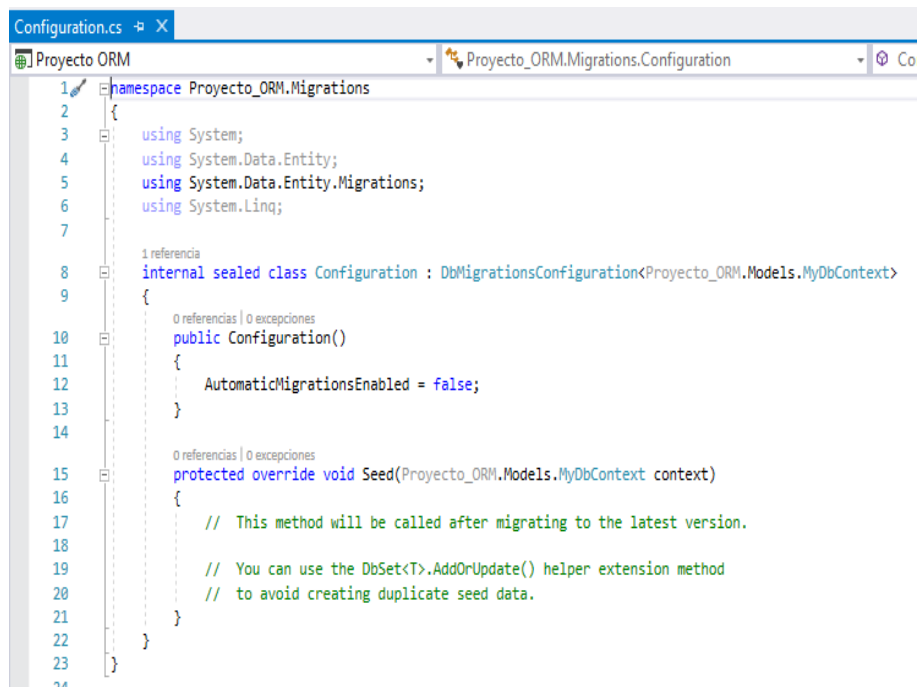 Configuration.cs
Proyecto ORM Proyecto_ORM.Migrations.Configuration Co
1 namespace Proyecto_ORM.Migrations
2 {
3 using System;
4 using System.Data.Entity;
5 using System.Data.Entity.Migrations;
6 using System.Linq;
7
1 referencia
8 internal sealed class Configuration : DbMigrationsConfiguration<Proyecto_ORM.Models.MyDbContext>
9 {
0 referencias | 0 excepciones
10 public Configuration()
11 {
12 AutomaticMigrationsEnabled = false;
13 }
14
0 referencias | 0 excepciones
15 protected override void Seed(Proyecto_ORM.Models.MyDbContext context)
16 {
17 //  This method will be called after migrating to the latest version.
18
19 //  You can use the DbSet<T>.AddOrUpdate() helper extension method
20 //  to avoid creating duplicate seed data.
21 }
22 }
23 }
24